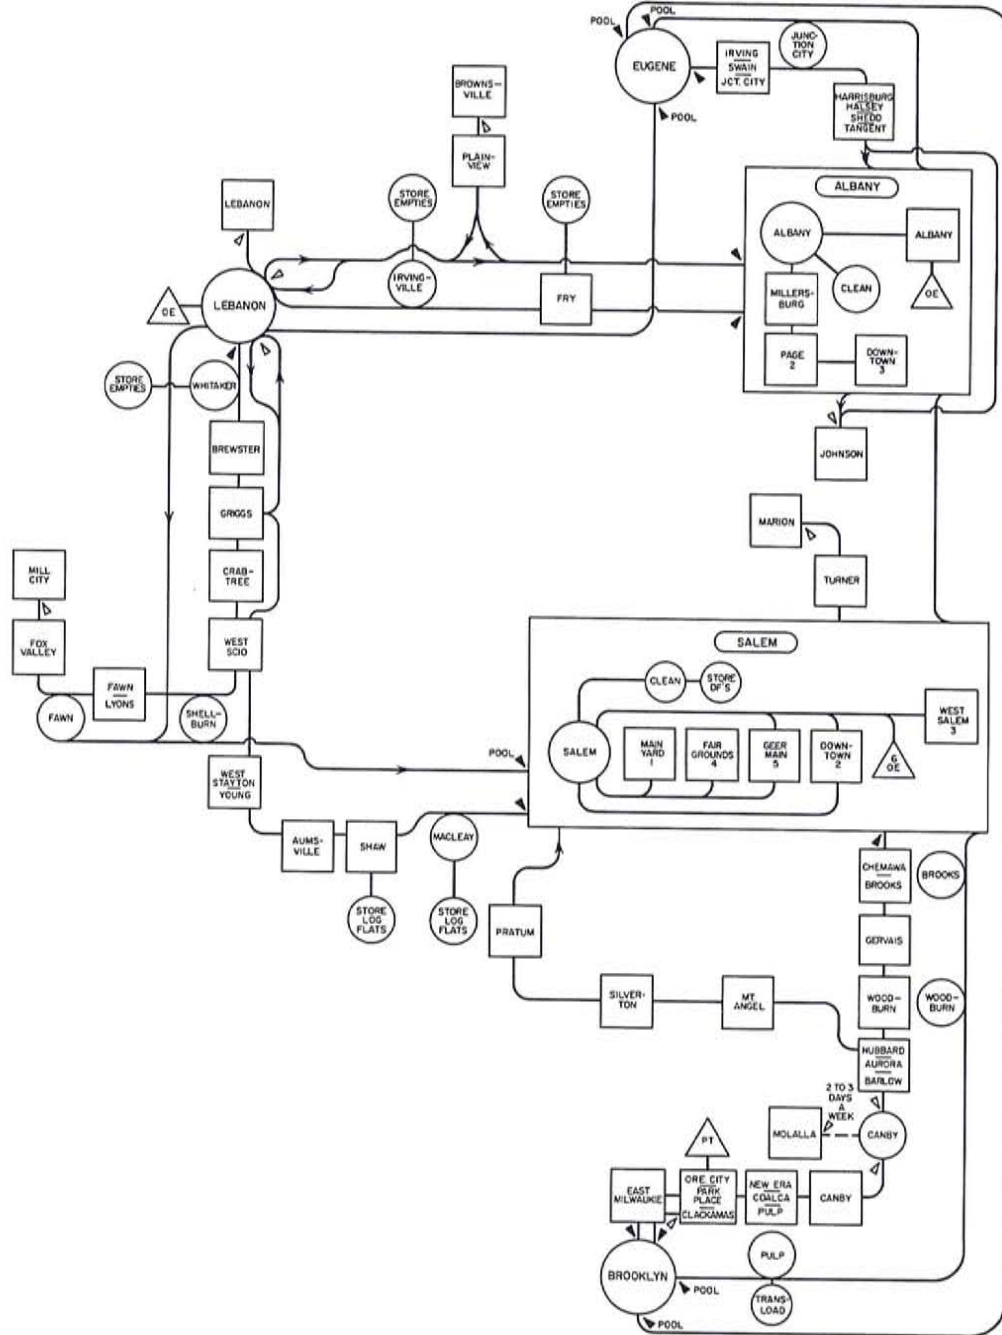 POOL
POOL
EUGENE
POOL
IRVING
SWAIN
JCT. CITY
JUNC-
TION
CITY
HARRISBURG
HALSEY
SHEDD
TANGENT
BROWNS-
VILLE
PLAIN-
VIEW
STORE
EMPTIES
STORE
EMPTIES
LEBANON
IRVING-
VILLE
FRY
OE
LEBANON
ALBANY
ALBANY
ALBANY
MILLERS-
BURG
CLEAN
OE
PAGE
2
DOWN-
TOWN
3
STORE
EMPTIES
WHITAKER
BREWSTER
JOHNSON
GRIGGS
MARION
CRAB-
TREE
TURNER
MILL
CITY
FOX
VALLEY
WEST
SCIO
FAWN
LYONS
FAWN
SHELL-
BURN
SALEM
CLEAN
STORE
DF'S
WEST
SALEM
3
SALEM
MAIN
YARD
1
FAIR
GROUNDS
4
GEER
MAIN
5
DOWN-
TOWN
2
6
OE
POOL
WEST
STAYTON
YOUNG
AUMS-
VILLE
SHAW
MACLEAY
STORE
LOG
FLATS
STORE
LOG
FLATS
PRATUM
CHEMAWA
BROOKS
BROOKS
GERVAIS
SILVER-
TON
MT
ANGEL
WOOD-
BURN
WOOD-
BURN
HUBBARD
AURORA
BARLOW
2 TO 3
DAYS
A
WEEK
MOLALLA
CANBY
PT
EAST
MILWAUKIE
ORE. CITY
PARK
PLACE
CLACKAMAS
NEW ERA
COALCA
PULP
CANBY
BROOKLYN
PULP
POOL
TRANS-
LOAD
POOL